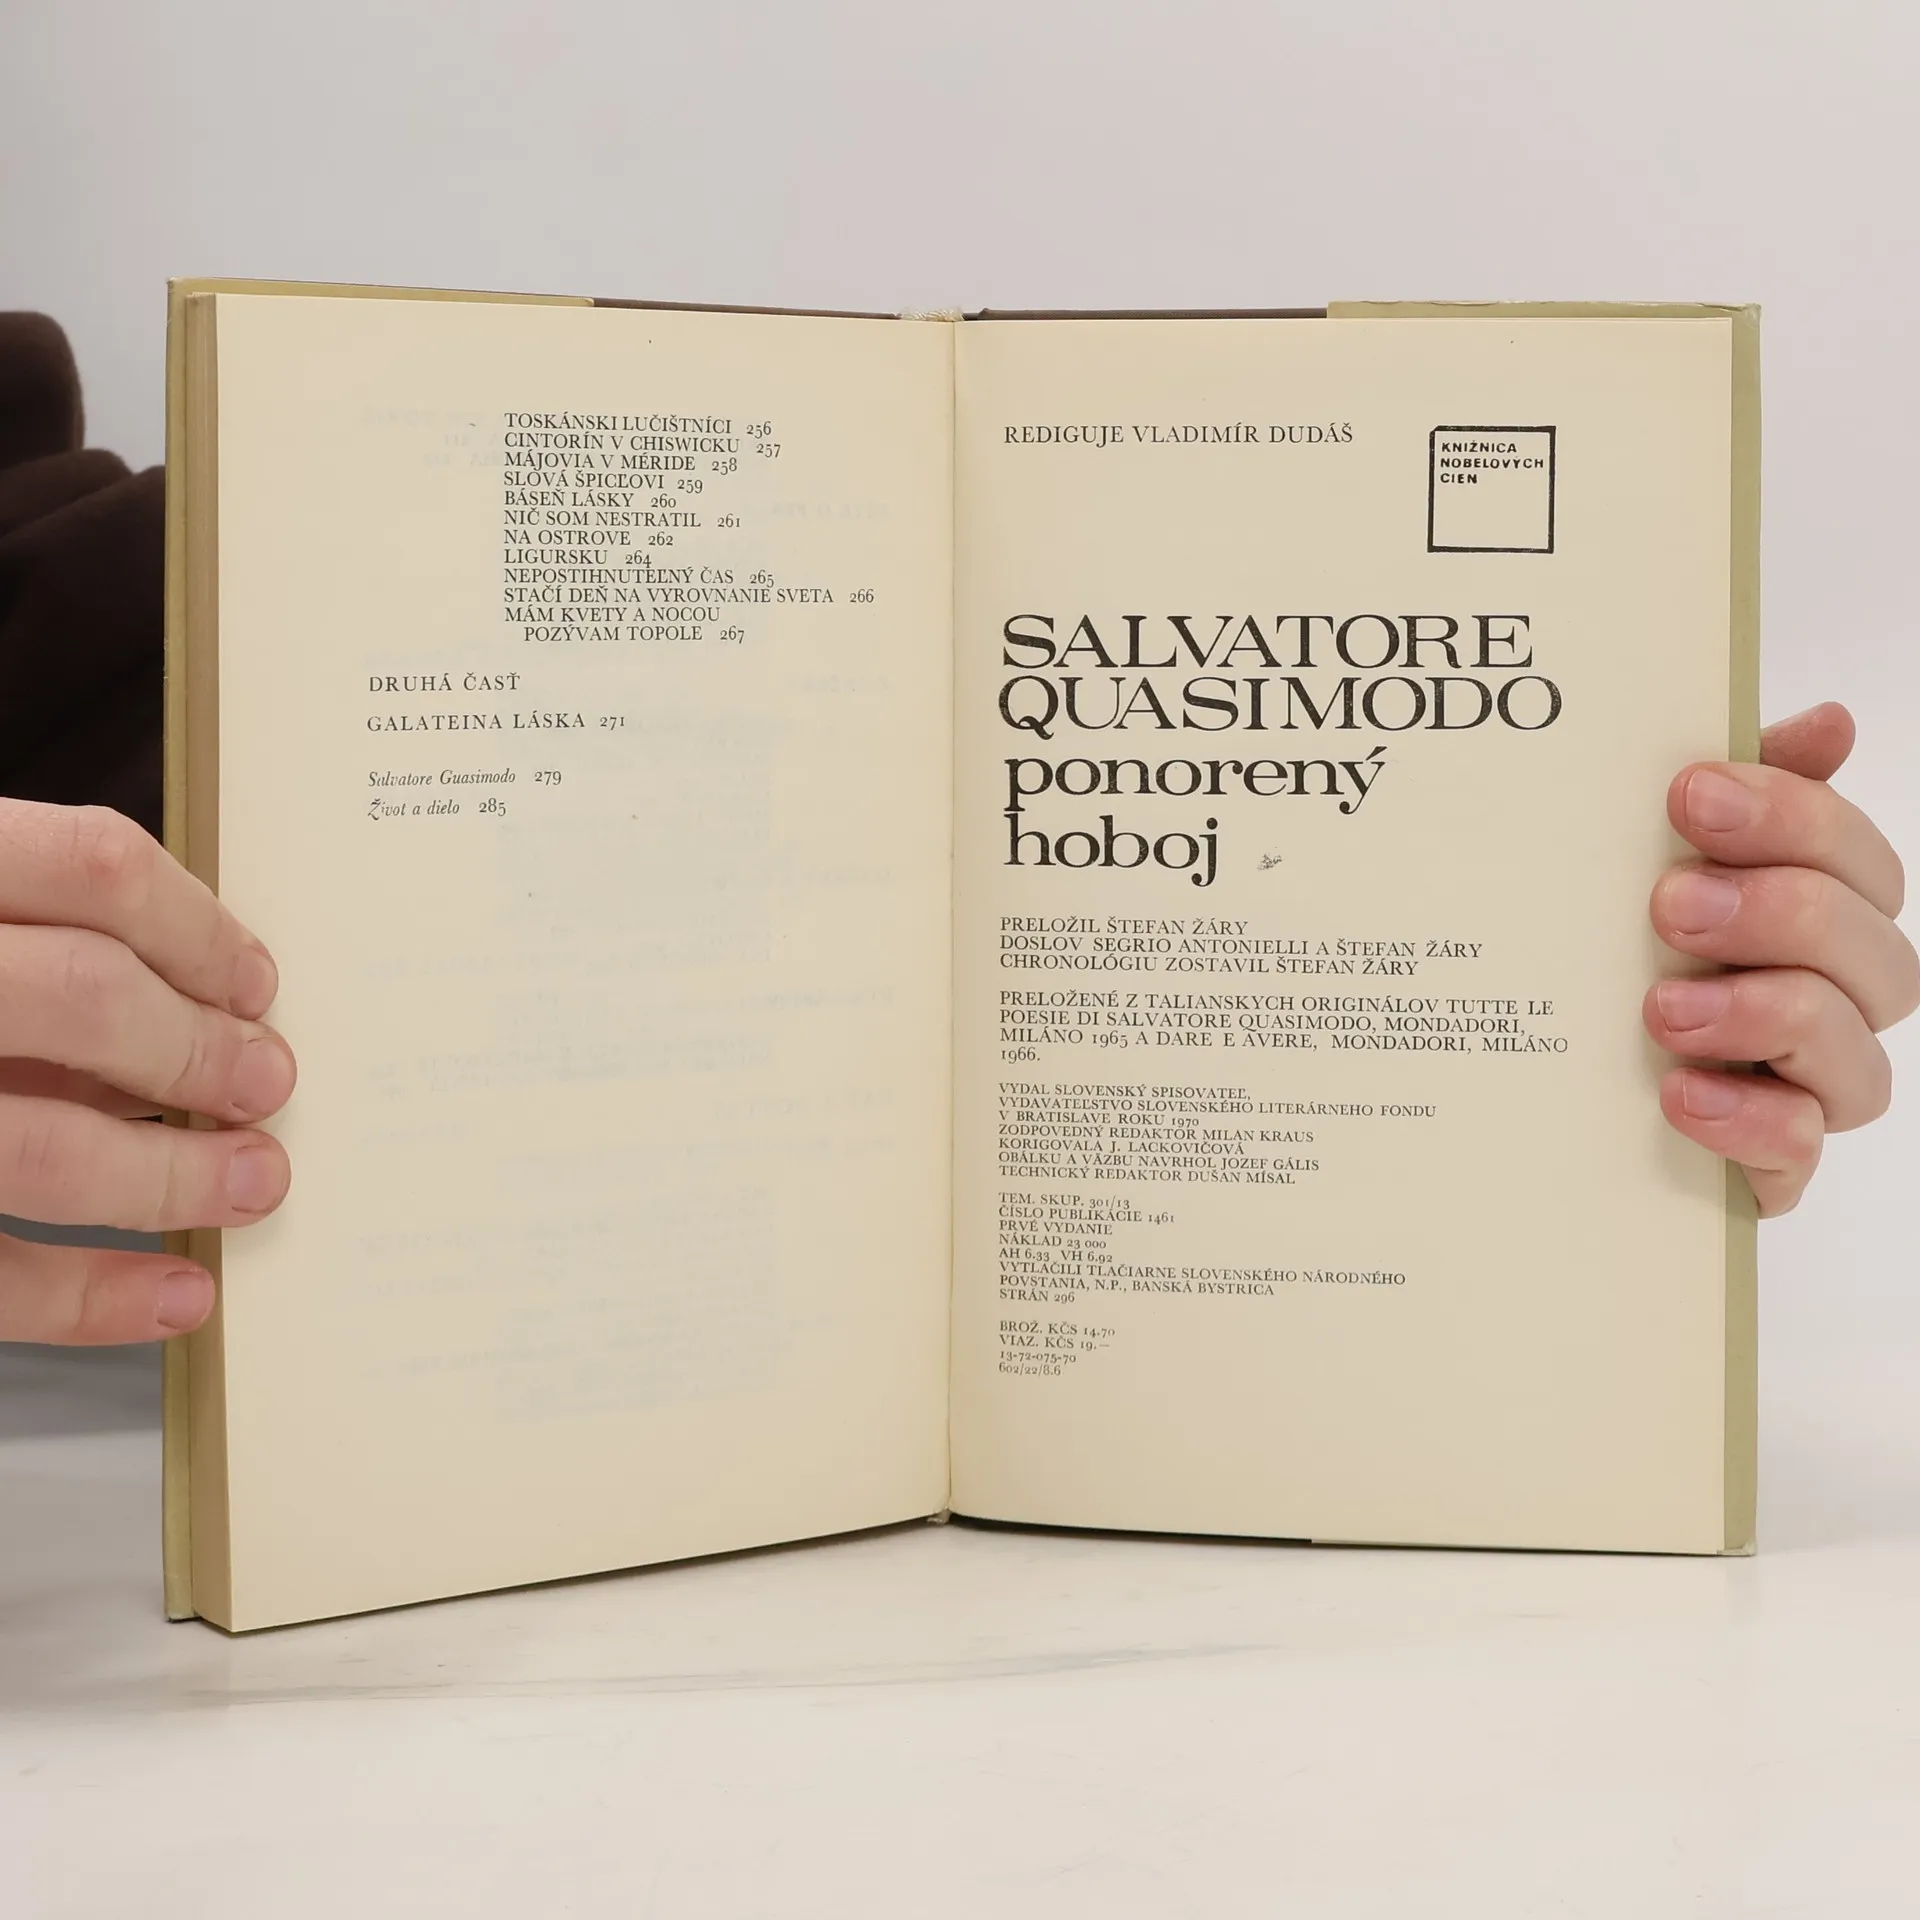 TOSKÁNSKI LUČIŠTNÍCI 256
CINTORÍN V CHISWICKU 257
MÁJOVIA V MÉRIDE 258
SLOVÁ ŠPICĽOVI 259
BÁSEŇ LÁSKY 260
NIČ SOM NESTRATIL 261
NA OSTROVE 262
LIGURSKU 264
NEPOSTIHNUTEĽNÝ ČAS 265
STAČÍ DEŇ NA VYROVNANIE SVETA 266
MÁM KVETY A NOCOU
POZÝVAM TOPOLE 267
DRUHÁ ČASŤ
GALATEINA LÁSKA 271
Salvatore Guasimodo 279
Život a dielo 285
REDIGUJE VLADIMÍR DUDÁŠ
KNIŽNICA
NOBELOVÝCH
CIEN
SALVATORE
QUASIMODO
ponorený
hoboj
PRELOŽIL ŠTEFAN ŽÁRY
DOSLOV SEGRIO ANTONIELLI A ŠTEFAN ŽÁRY
CHRONOLÓGIU ZOSTAVIL ŠTEFAN ŽÁRY
PRELOŽENÉ Z TALIANSKYCH ORIGINÁLOV TUTTE LE
POESIE DI SALVATORE QUASIMODO, MONDADORI,
MILÁNO 1965 A DARE E AVERE, MONDADORI, MILÁNO
1966.
VYDAL SLOVENSKÝ SPISOVATEĽ,
VYDAVATEĽSTVO SLOVENSKÉHO LITERÁRNEHO FONDU
V BRATISLAVE ROKU 1970
ZODPOVEDNÝ REDAKTOR MILAN KRAUS
KORIGOVALA J. LACKOVIČOVÁ
OBÁLKU A VÄZBU NAVRHOL JOZEF GÁLIS
TECHNICKÝ REDAKTOR DUŠAN MÍSAL
TEM. SKUP. 301/13
ČÍSLO PUBLIKÁCIE 1461
PRVÉ VYDANIE
NÁKLAD 23 000
AH 6.33 VH 6.92
VYTLAČILI TLAČIARNE SLOVENSKÉHO NÁRODNÉHO
POVSTANIA, N.P., BANSKÁ BYSTRICA
STRÁN 296
BROŽ. KČS 14.70
VIAZ. KČS 19.—
13-72-075-70
602/22/8.6